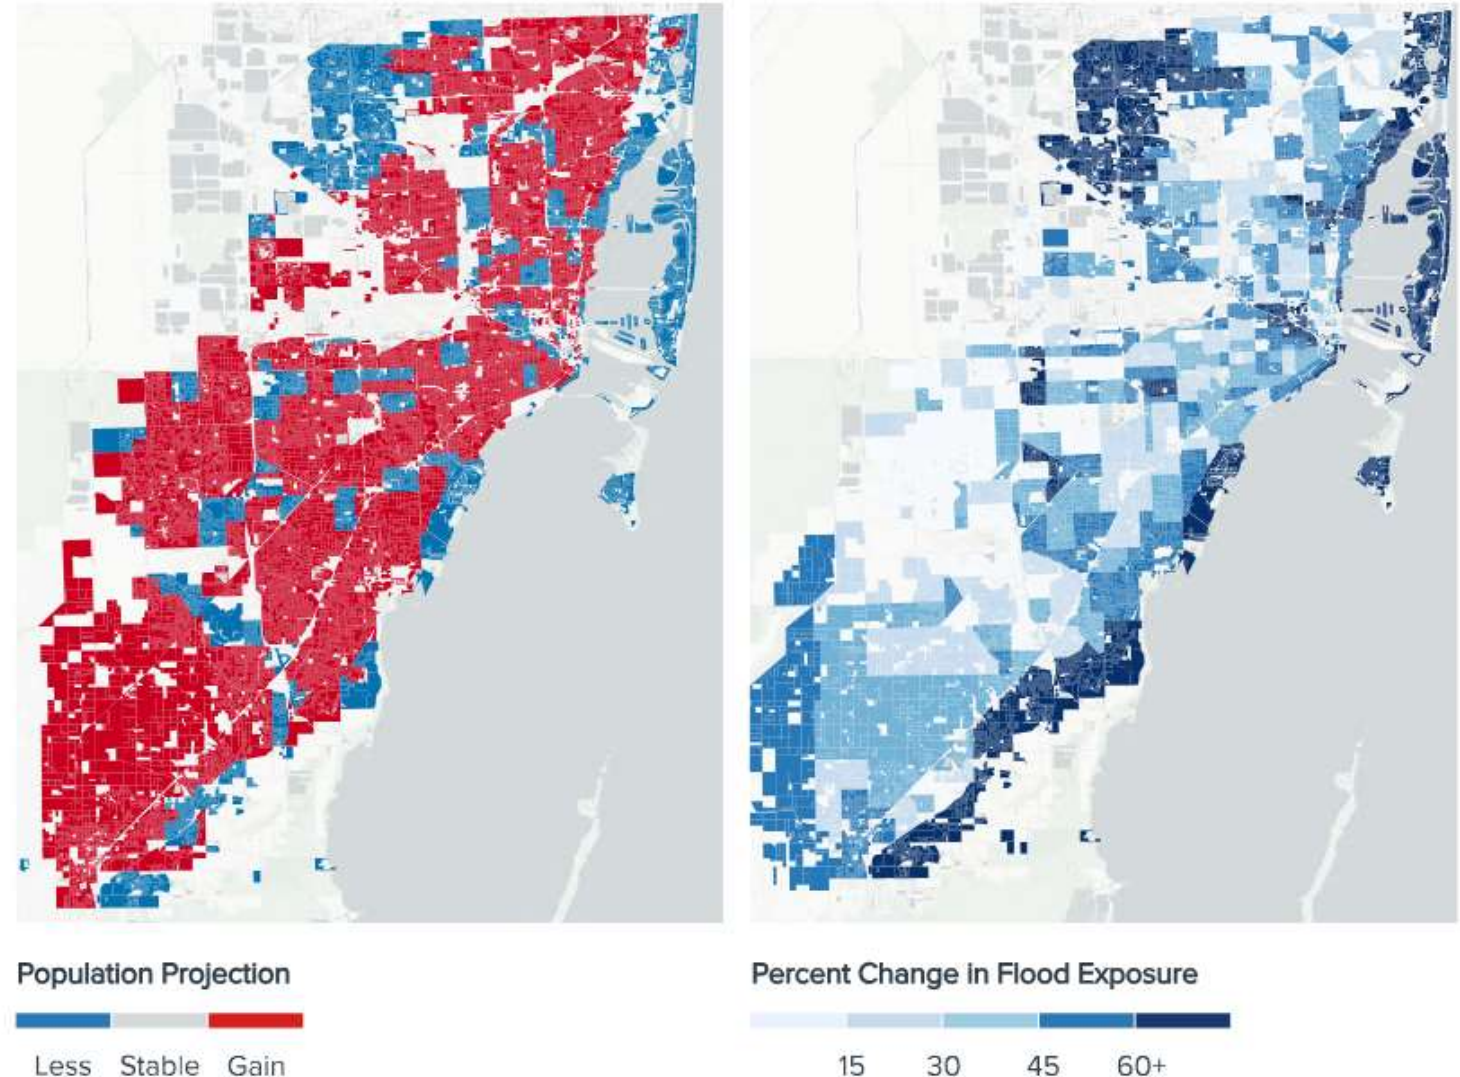 Population Projection
Less Stable Gain
Percent Change in Flood Exposure
15 30 45 60+